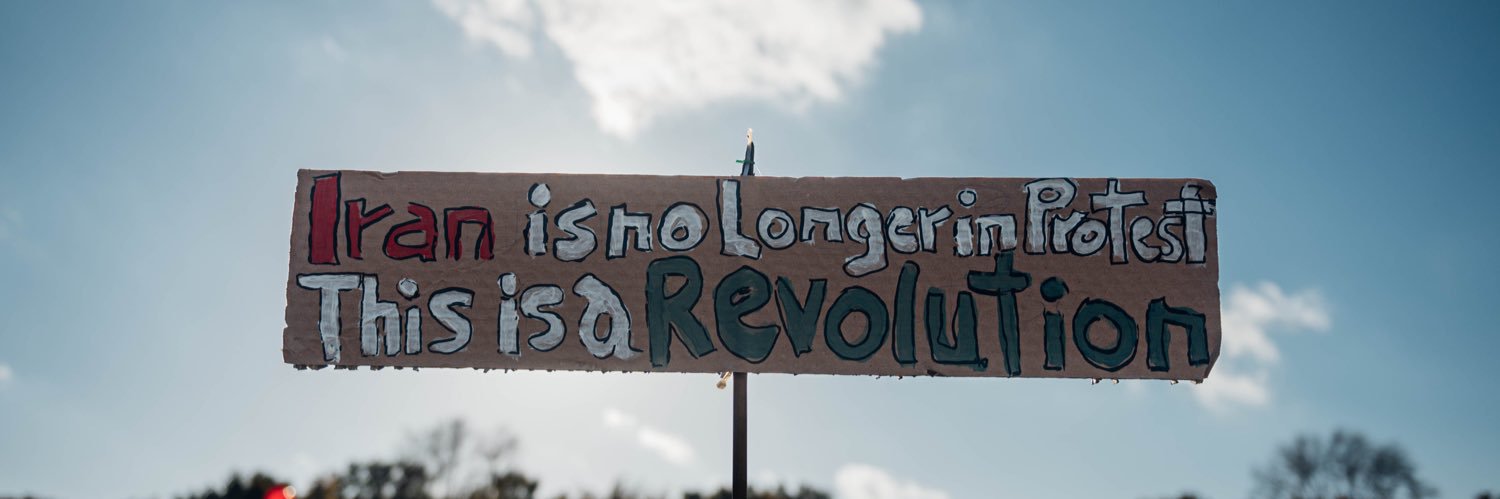 Iran is no Longer in Protest
This is a Revolution